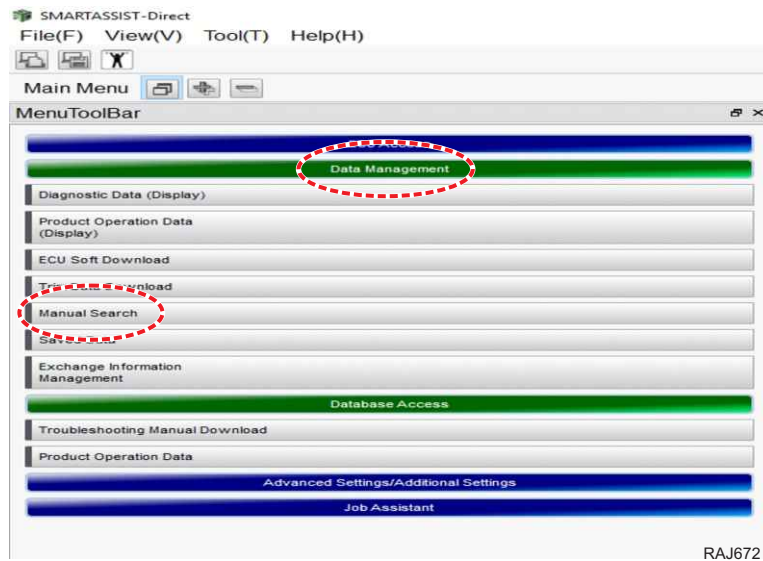 SMARTASSIST-Direct
File(F) View(V) Tool(T) Help(H)
Main Menu
MenuToolBar
Data Management
Diagnostic Data (Display)
Product Operation Data
(Display)
ECU Soft Download
Manual Search
Saved Data
Exchange Information
Management
Database Access
Troubleshooting Manual Download
Product Operation Data
Advanced Settings/Additional Settings
Job Assistant
RAJ672